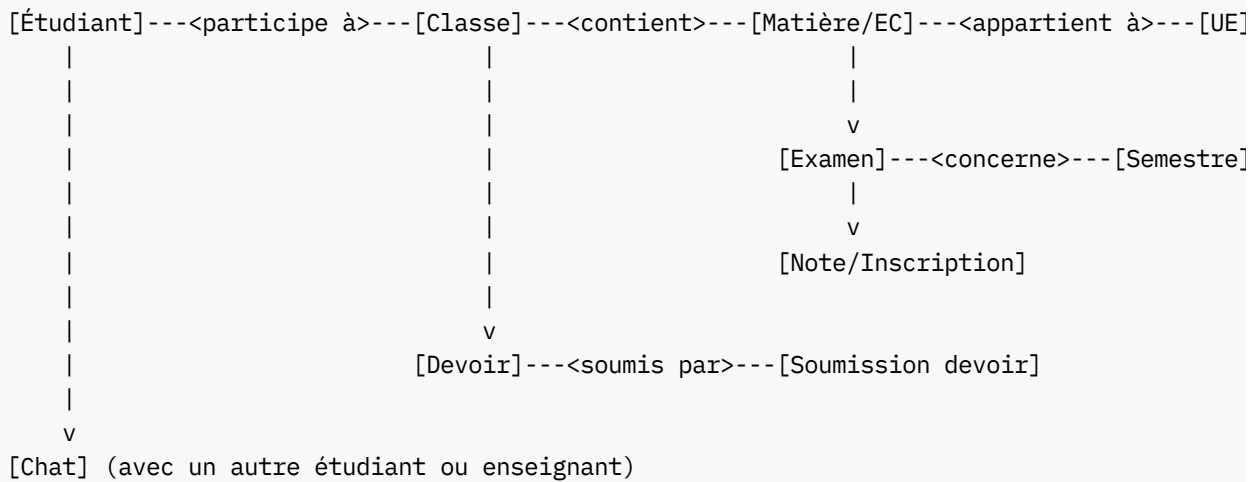 [Étudiant]---<participe à>---[Classe]---<contient>---[Matière/EC]---<appartient à>---[UE]
| | |
| | |
| | v
| | [Examen]---<concerne>---[Semestre]
| | |
| | v
| | [Note/Inscription]
| |
| v
| [Devoir]---<soumis par>---[Soumission devoir]
|
v
[Chat] (avec un autre étudiant ou enseignant)